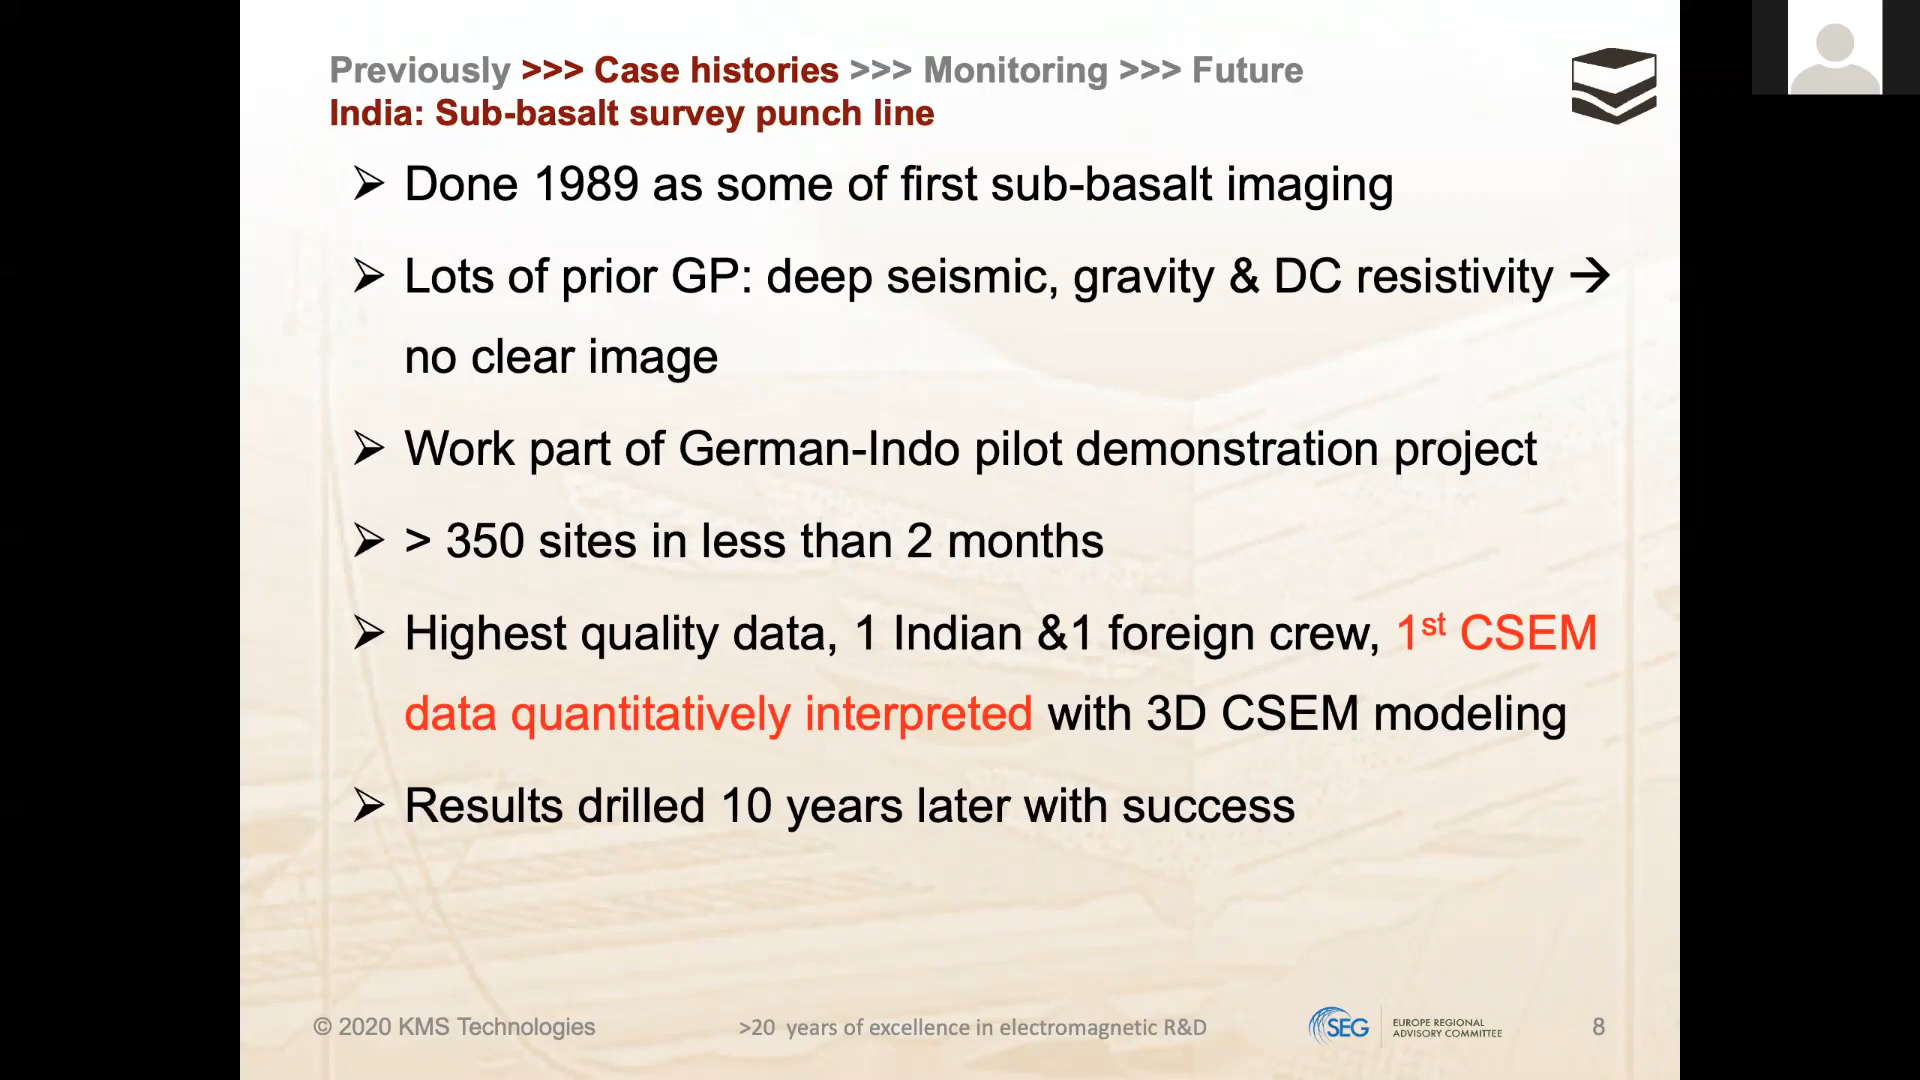 Previously >>> Case histories >>> Monitoring >>> Future
India: Sub-basalt survey punch line
➢ Done 1989 as some of first sub-basalt imaging
➢ Lots of prior GP: deep seismic, gravity & DC resistivity →
no clear image
➢ Work part of German-Indo pilot demonstration project
➢ > 350 sites in less than 2 months
➢ Highest quality data, 1 Indian &1 foreign crew, 1st CSEM
data quantitatively interpreted with 3D CSEM modeling
➢ Results drilled 10 years later with success
© 2020 KMS Technologies
>20 years of excellence in electromagnetic R&D
SEG
EUROPE REGIONAL
ADVISORY COMMITTEE
8